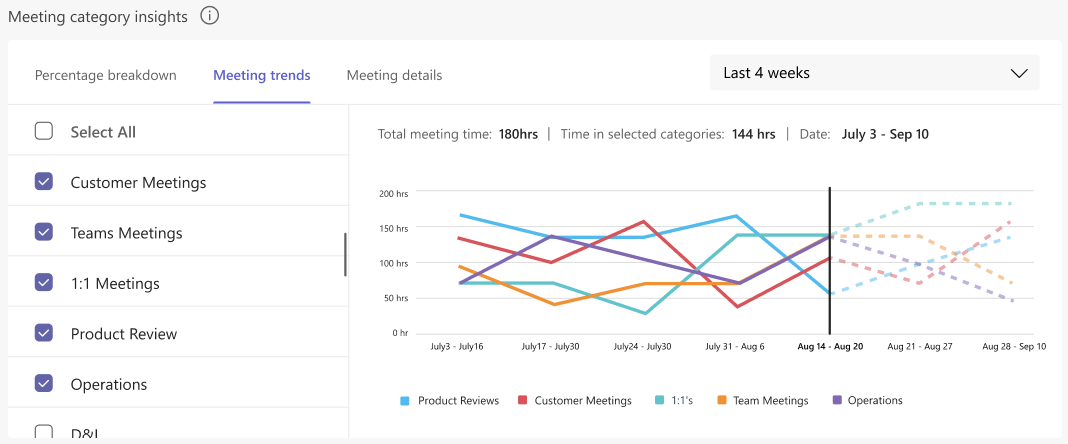 Meeting category insights
Percentage breakdown
Meeting trends
Meeting details
Last 4 weeks
Select All
Customer Meetings
Teams Meetings
1:1 Meetings
Product Review
Operations
D&I
Total meeting time: 180hrs | Time in selected categories: 144 hrs | Date: July 3 - Sep 10
200 hrs
150 hrs
100 hrs
50 hrs
0 hr
July3 - July16
July17 - July30
July24 - July30
July 31 - Aug 6
Aug 14 - Aug 20
Aug 21 - Aug 27
Aug 28 - Sep 10
Product Reviews
Customer Meetings
1:1's
Team Meetings
Operations